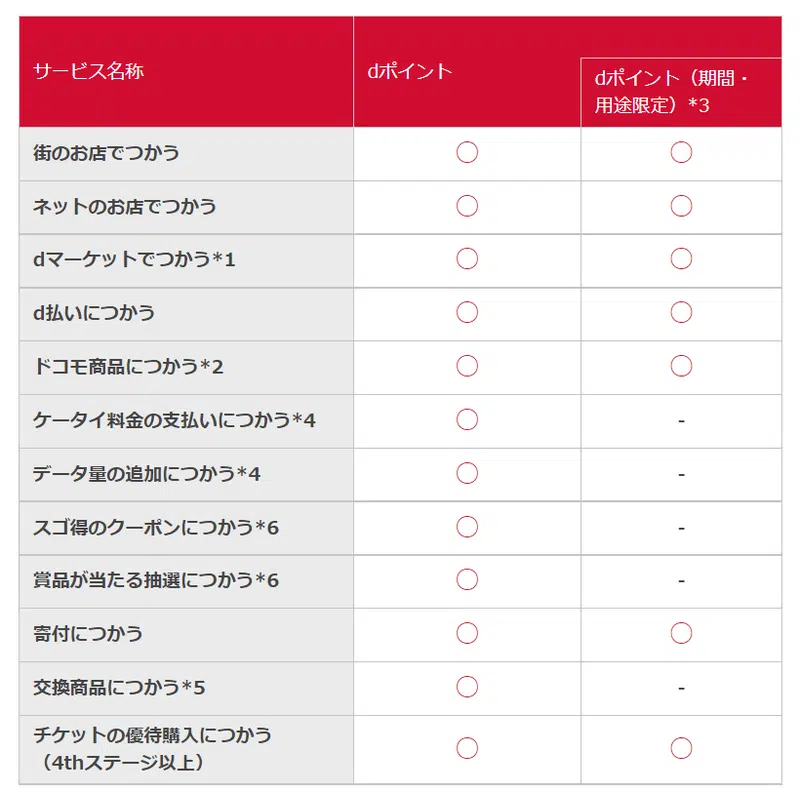 サービス名称
dポイント
dポイント（期間・
用途限定）*3
街のお店でつかう
〇
〇
ネットのお店でつかう
〇
〇
dマーケットでつかう*1
〇
〇
d払いにつかう
〇
〇
ドコモ商品につかう*2
〇
〇
ケータイ料金の支払いにつかう*4
〇
-
データ量の追加につかう*4
〇
-
スゴ得のクーポンにつかう*6
〇
-
賞品が当たる抽選につかう*6
〇
-
寄付につかう
〇
〇
交換商品につかう*5
〇
-
チケットの優待購入につかう
（4thステージ以上）
〇
〇